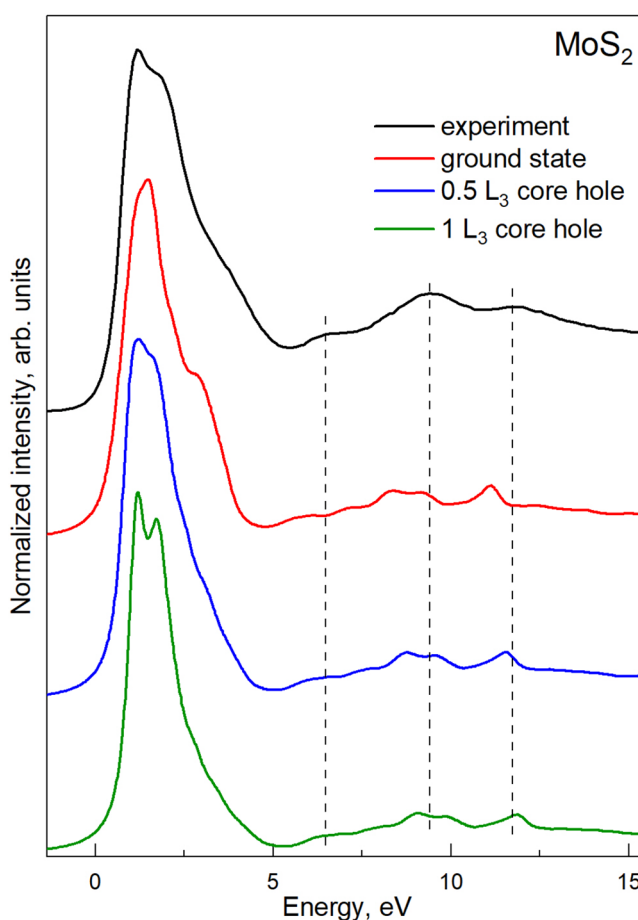 MoS2
experiment
ground state
0.5 L3 core hole
1 L3 core hole
Normalized intensity, arb. units
0 5 10 15
Energy, eV